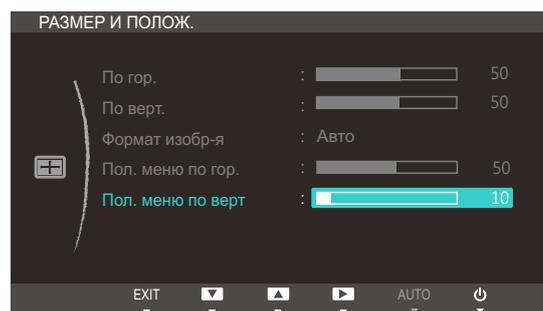 РАЗМЕР И ПОЛОЖ.
По гор. : 50
По верт. : 50
Формат изобр-я : Авто
Пол. меню по гор. : 50
Пол. меню по верт : 10
EXIT AUTO